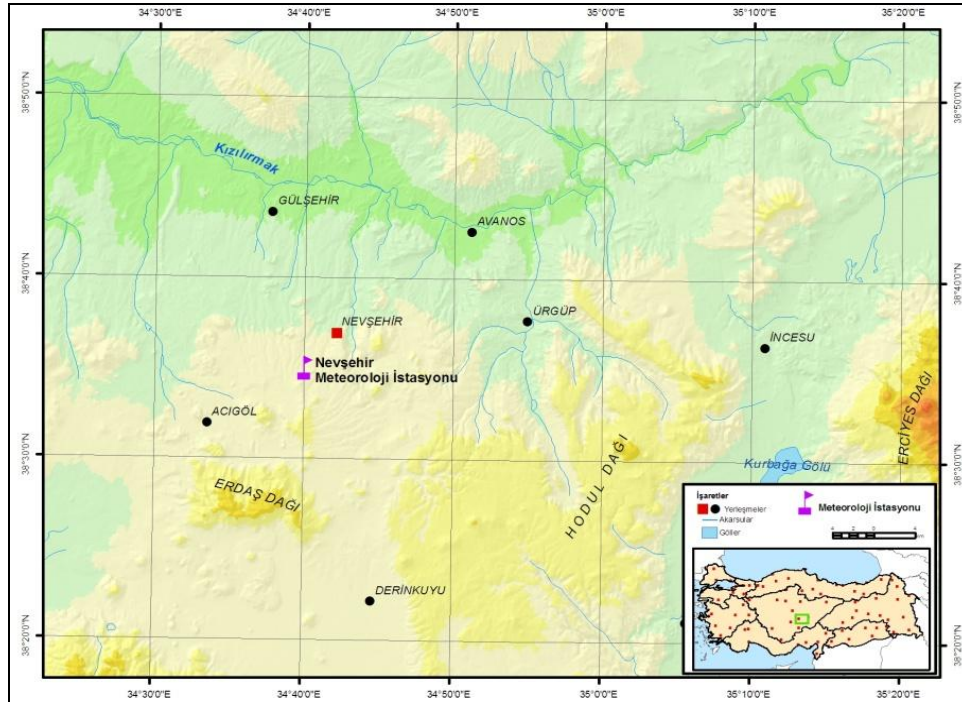 34°30'0"E
34°40'0"E
34°50'0"E
35°0'0"E
35°10'0"E
35°20'0"E
38°50'0"N
38°50'0"N
Kızılırmak
GÜLŞEHİR
AVANOS
38°40'0"N
38°40'0"N
NEVŞEHİR
ÜRGÜP
İNCESU
Nevşehir
Meteoroloji İstasyonu
ACIGÖL
ERCİYES DAĞI
HODUL DAĞI
38°30'0"N
38°30'0"N
Kurbağa Gölü
ERDAŞ DAĞI
DERİNKUYU
İşaretler
Yerleşmeler
Akarsular
Göller
Meteoroloji İstasyonu
38°20'0"N
38°20'0"N
34°30'0"E
34°40'0"E
34°50'0"E
35°0'0"E
35°10'0"E
35°20'0"E